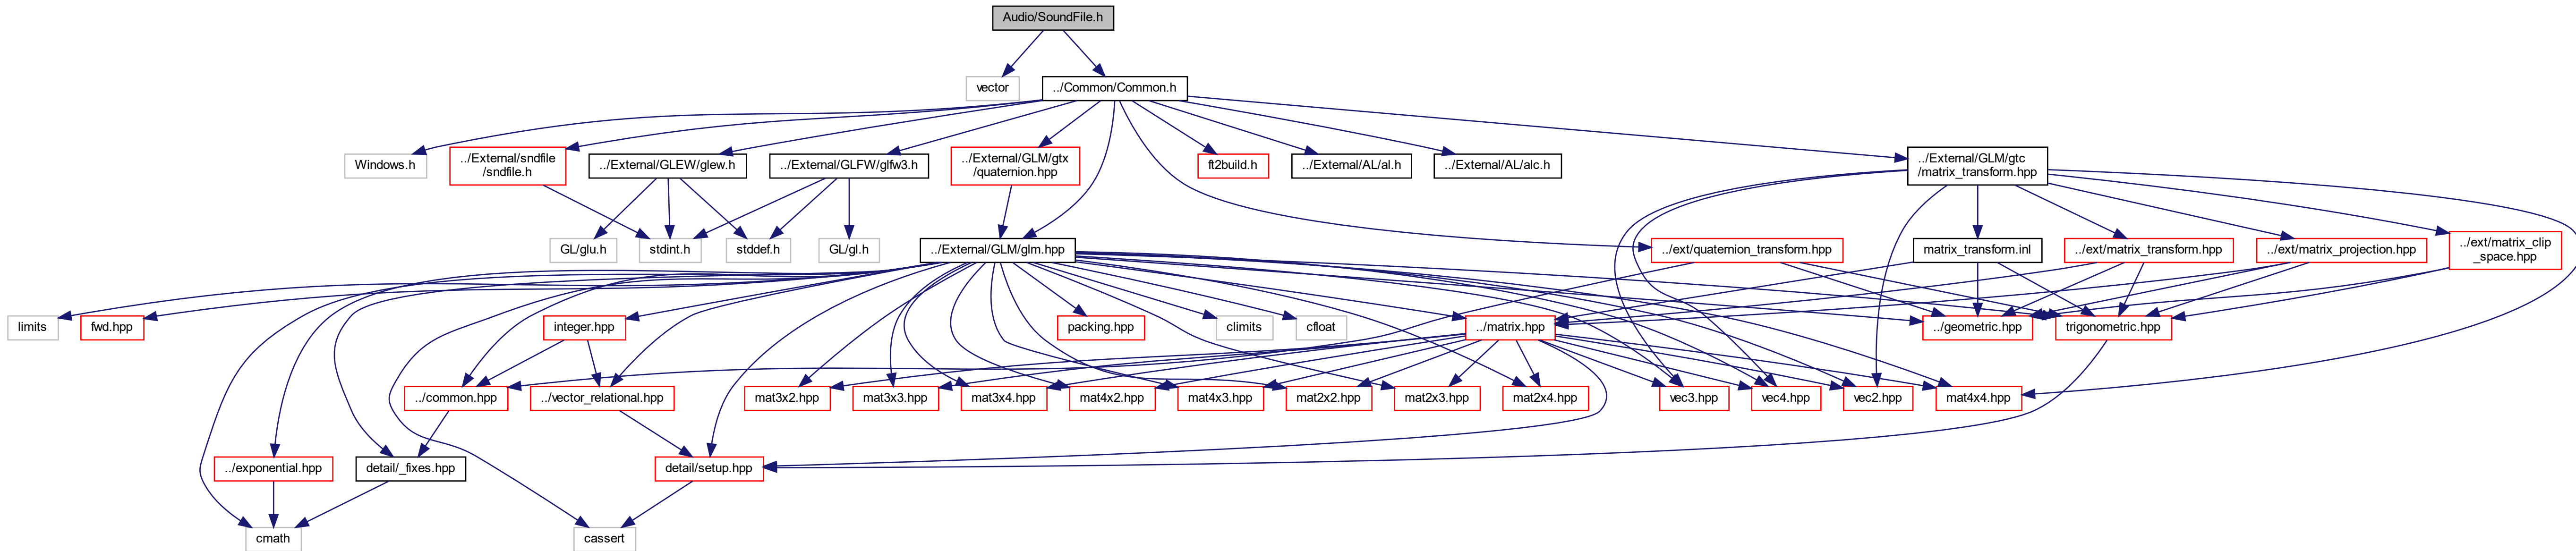 Audio/SoundFile.h
vector
../Common/Common.h
Windows.h
../External/sndfile
/sndfile.h
../External/GLEW/glew.h
../External/GLFW/glfw3.h
../External/GLM/gtx
/quaternion.hpp
ft2build.h
../External/AL/al.h
../External/AL/alc.h
../External/GLM/gtc
/matrix_transform.hpp
GL/glu.h
stdint.h
stddef.h
GL/gl.h
../External/GLM/glm.hpp
../ext/quaternion_transform.hpp
matrix_transform.inl
../ext/matrix_transform.hpp
../ext/matrix_projection.hpp
../ext/matrix_clip
_space.hpp
limits
fwd.hpp
integer.hpp
packing.hpp
climits
cfloat
../matrix.hpp
../geometric.hpp
trigonometric.hpp
../common.hpp
../vector_relational.hpp
mat3x2.hpp
mat3x3.hpp
mat3x4.hpp
mat4x2.hpp
mat4x3.hpp
mat2x2.hpp
mat2x3.hpp
mat2x4.hpp
vec3.hpp
vec4.hpp
vec2.hpp
mat4x4.hpp
../exponential.hpp
detail/_fixes.hpp
detail/setup.hpp
cmath
cassert